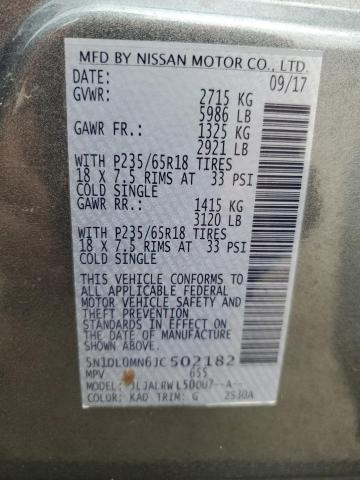 MFD BY NISSAN MOTOR CO., LTD.
DATE: 09/17
GVWR: 2715 KG
5986 LB
GAWR FR.: 1325 KG
2921 LB
WITH P235/65R18 TIRES
18 X 7.5 RIMS AT 33 PSI
COLD SINGLE
GAWR RR.: 1415 KG
3120 LB
WITH P235/65R18 TIRES
18 X 7.5 RIMS AT 33 PSI
COLD SINGLE
THIS VEHICLE CONFORMS TO
ALL APPLICABLE FEDERAL
MOTOR VEHICLE SAFETY AND
THEFT PREVENTION
STANDARDS IN EFFECT ON
THE DATE OF MANUFACTURE
5N1DL0MN6JC502182
MPV 655
MODEL: JLJALRWL50UU7--A--
COLOR: KAD TRIM: G 2530A